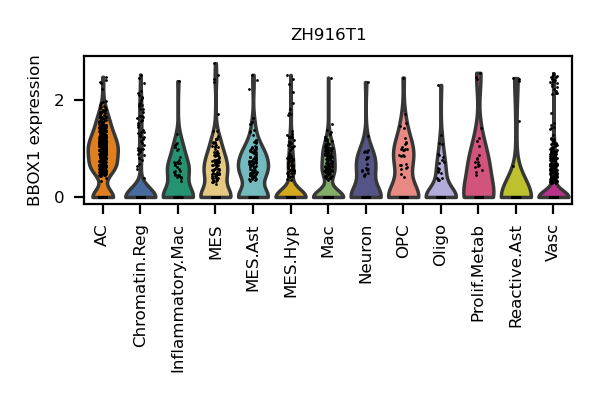 ZH916T1
BBOX1 expression
2
0
AC
Chromatin.Reg
Inflammatory.Mac
MES
MES.Ast
MES.Hyp
Mac
Neuron
OPC
Oligo
Prolif.Metab
Reactive.Ast
Vasc